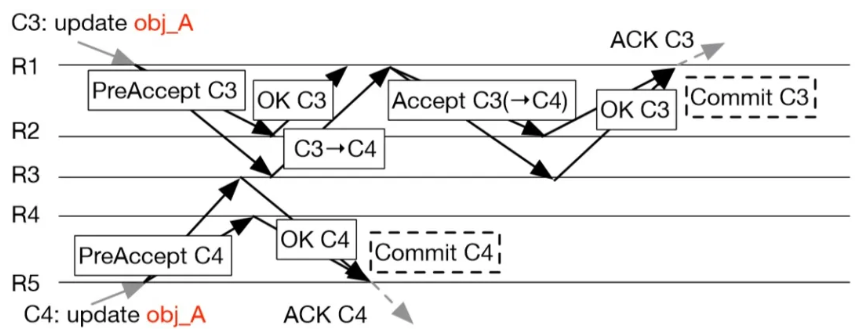 C3: update obj_A
ACK C3
R1
PreAccept C3
OK C3
Accept C3(→C4)
OK C3
Commit C3
R2
C3→C4
R3
R4
PreAccept C4
OK C4
Commit C4
R5
C4: update obj_A
ACK C4